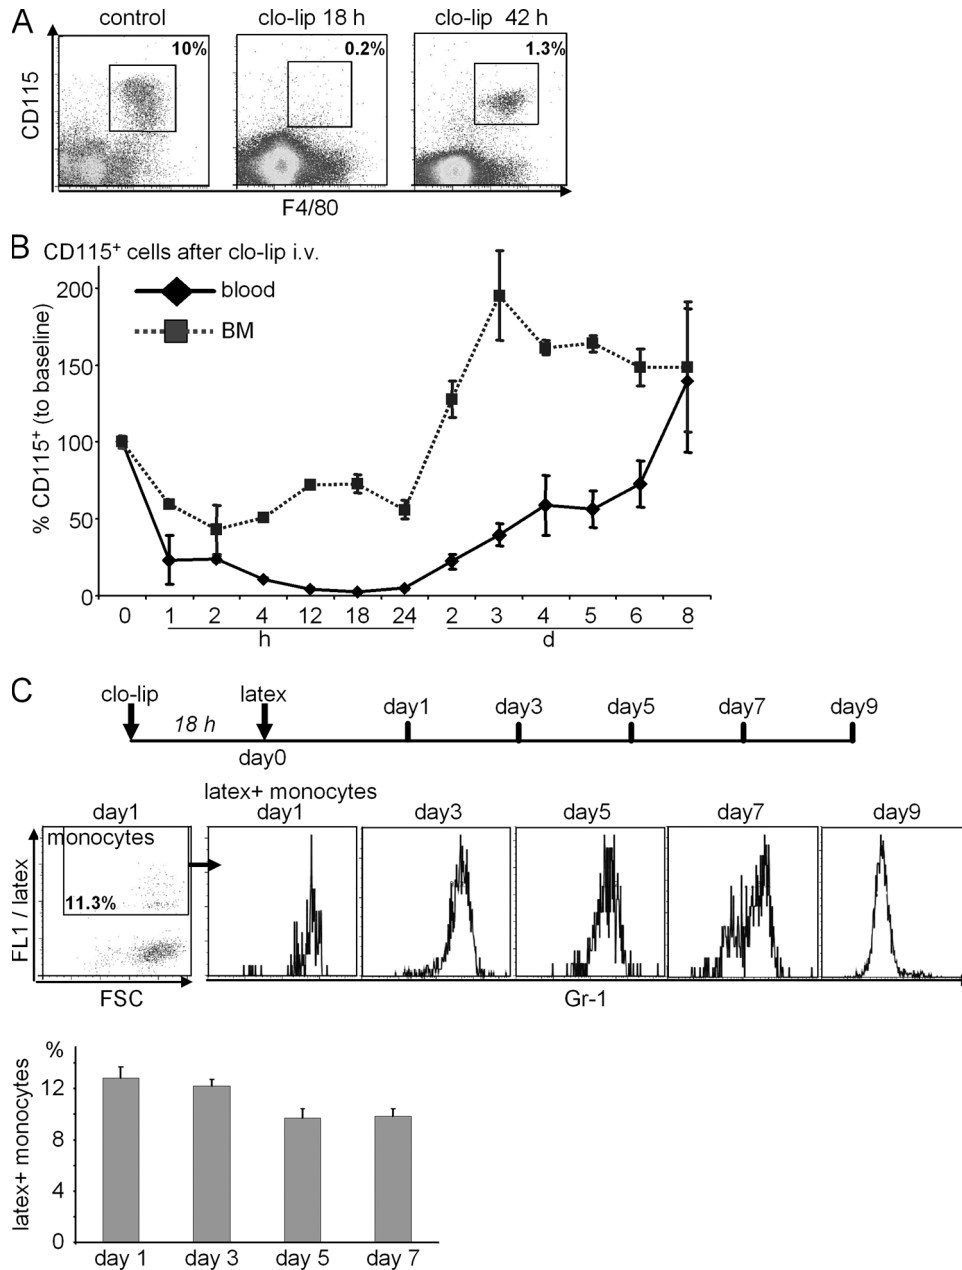 A
control
clo-lip 18 h
clo-lip 42 h
10%
0.2%
1.3%
CD115
F4/80
B
CD115+ cells after clo-lip i.v.
blood
BM
% CD115+ (to baseline)
200
150
100
50
0
0 1 2 4 12 18 24 2 3 4 5 6 8
h d
C
clo-lip
latex
18 h
day0
day1
day3
day5
day7
day9
latex+ monocytes
day1
day1
day3
day5
day7
day9
monocytes
11.3%
FL1 / latex
FSC
Gr-1
%
latex+ monocytes
12
8
4
0
day 1 day 3 day 5 day 7